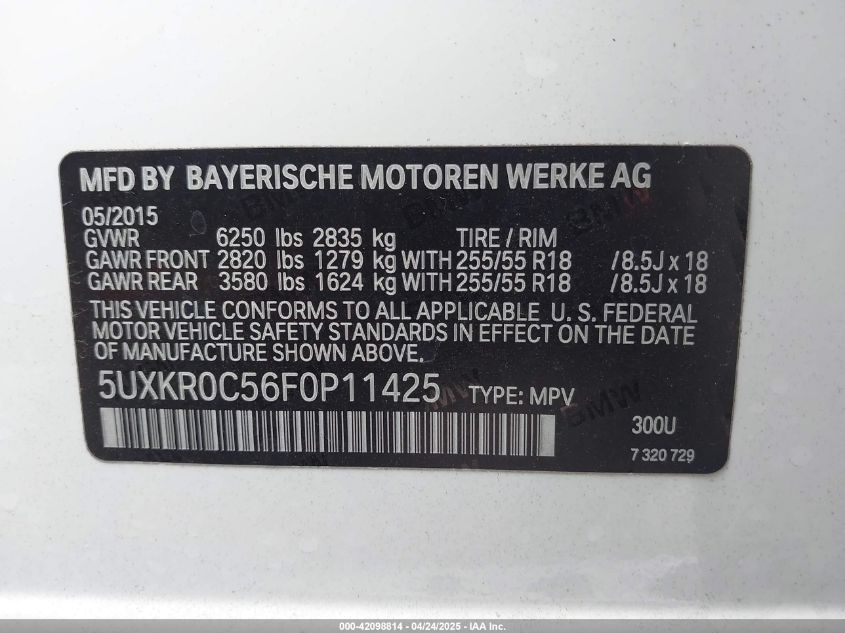 MFD BY BAYERISCHE MOTOREN WERKE AG
05/2015
GVWR 6250 lbs 2835 kg TIRE / RIM
GAWR FRONT 2820 lbs 1279 kg WITH 255/55 R18 /8.5J x 18
GAWR REAR 3580 lbs 1624 kg WITH 255/55 R18 /8.5J x 18
THIS VEHICLE CONFORMS TO ALL APPLICABLE U. S. FEDERAL
MOTOR VEHICLE SAFETY STANDARDS IN EFFECT ON THE DATE
OF MANUFACTURE SHOWN ABOVE.
5UXKR0C56F0P11425 TYPE: MPV
300U
7 320 729
000-42098814 - 04/24/2025 - IAA Inc.